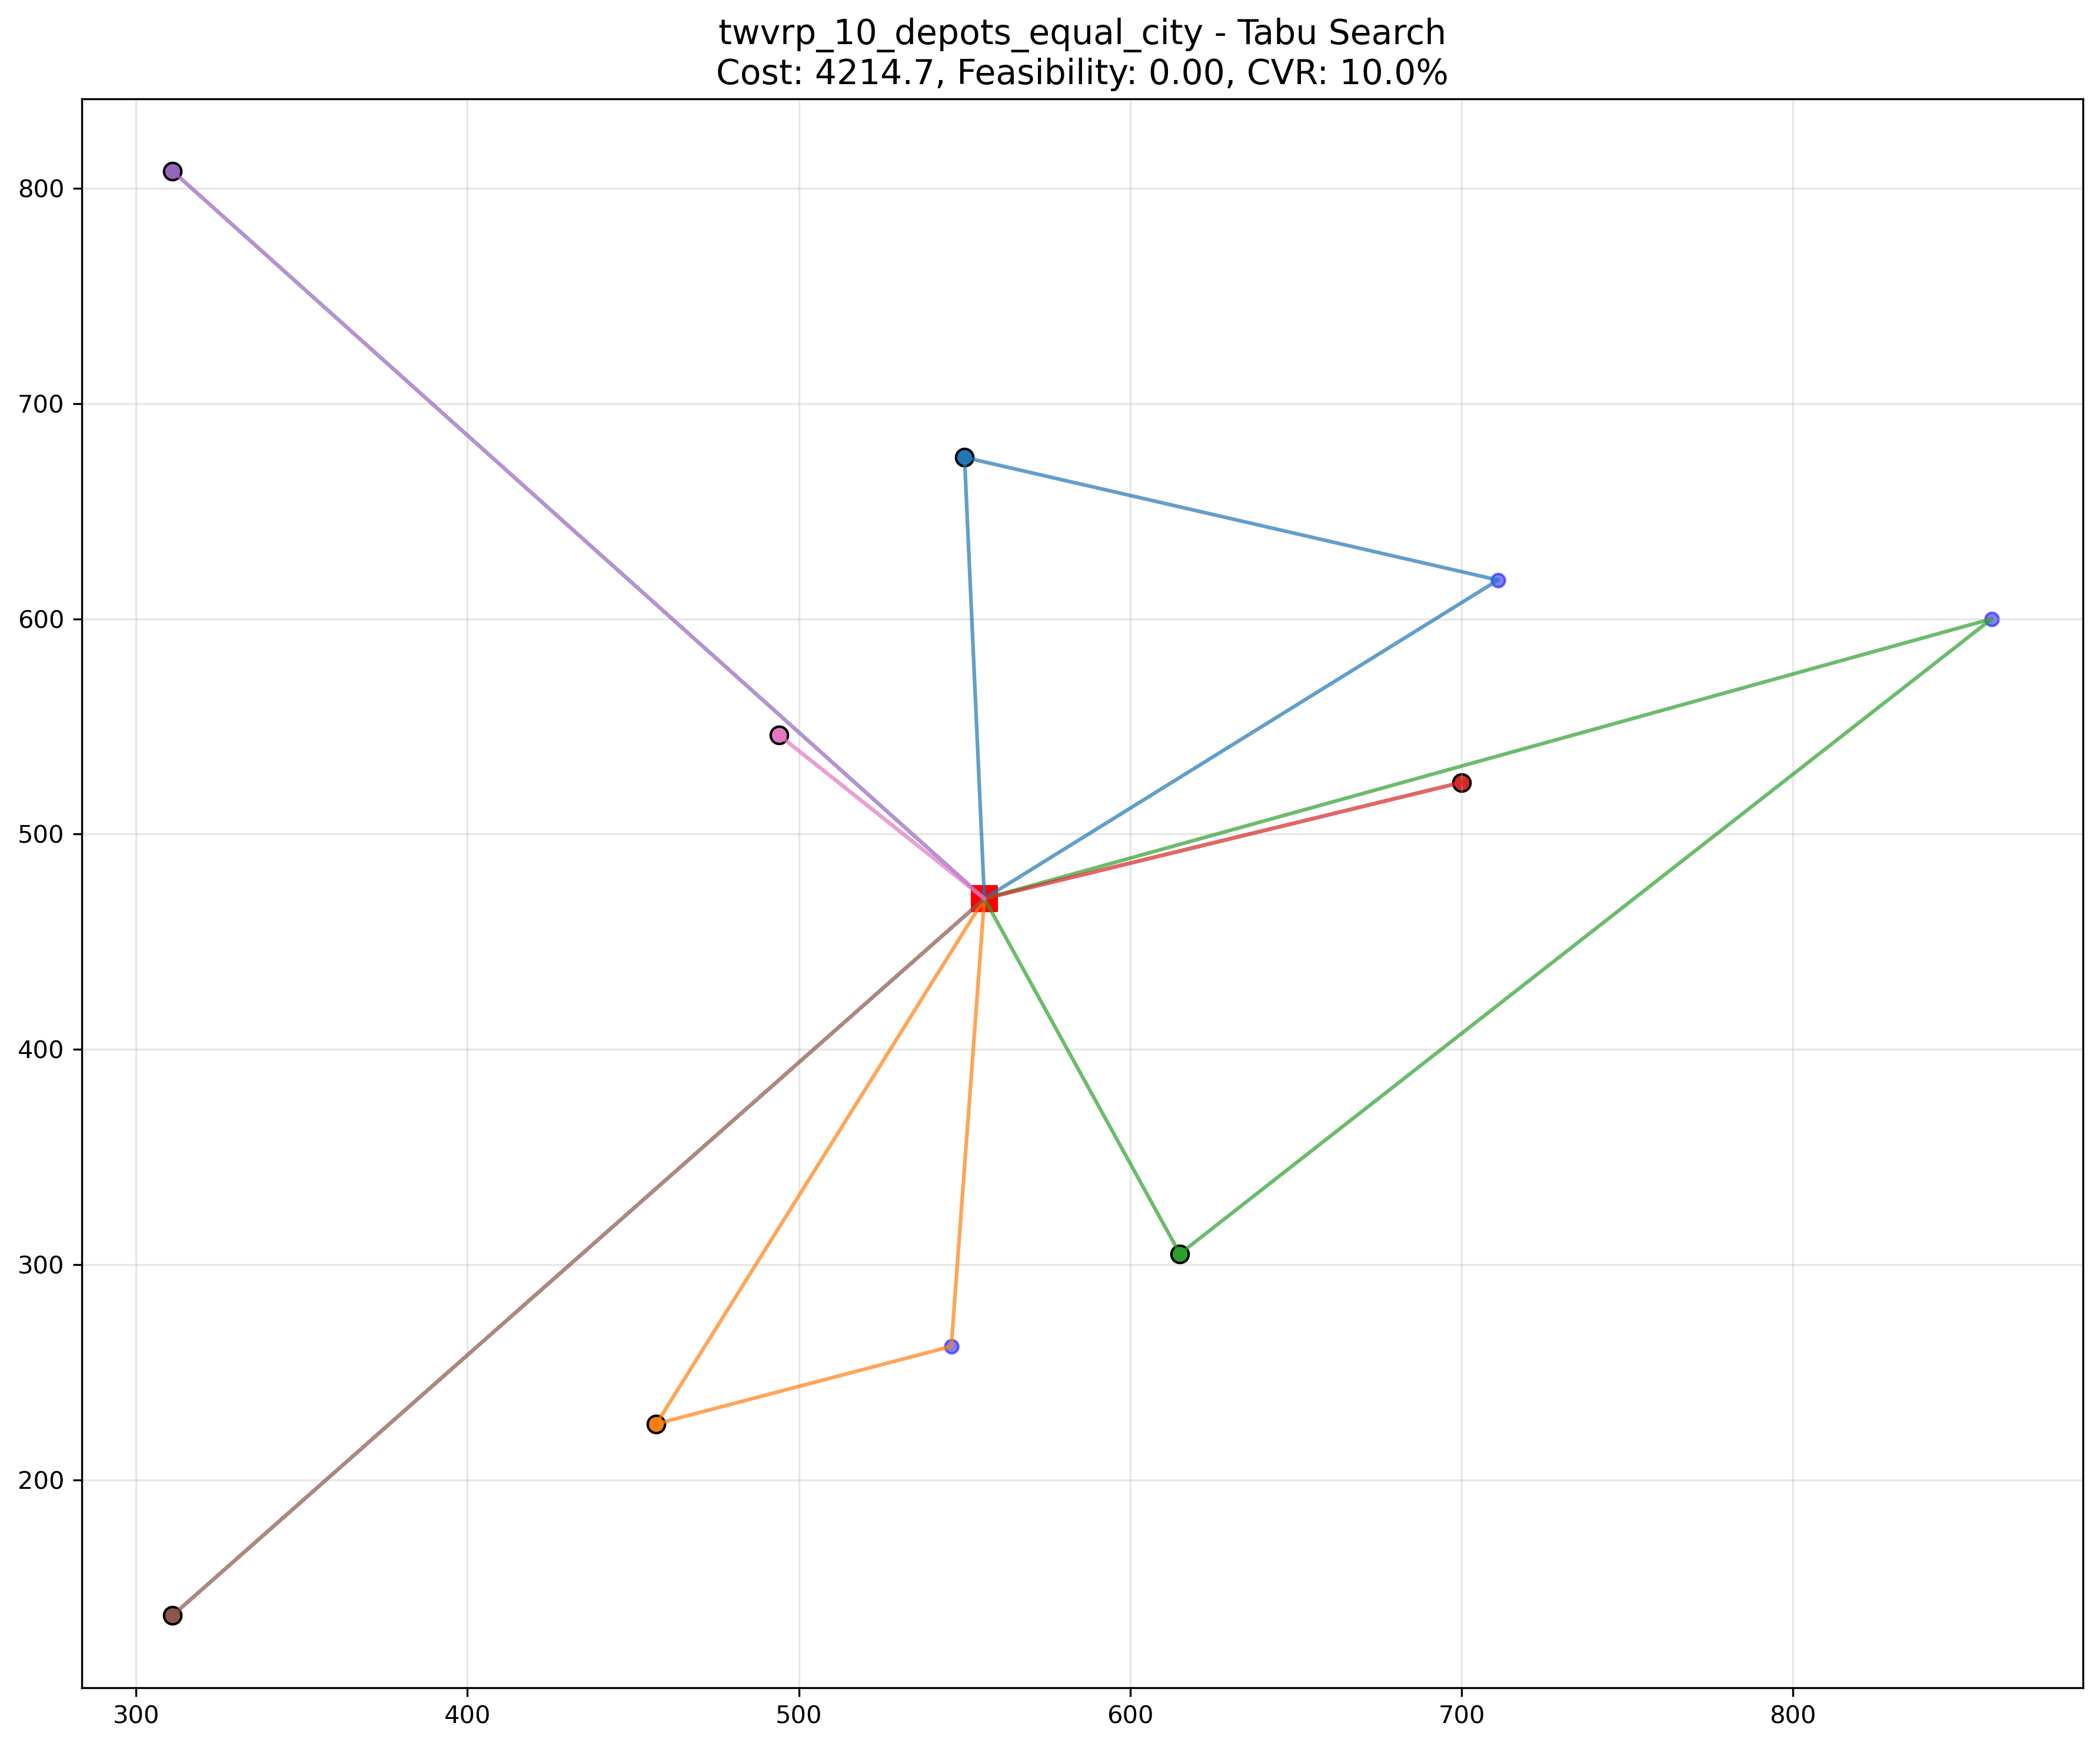 twvrp_10_depots_equal_city - Tabu Search
Cost: 4214.7, Feasibility: 0.00, CVR: 10.0%
800
700
600
500
400
300
200
300 400 500 600 700 800